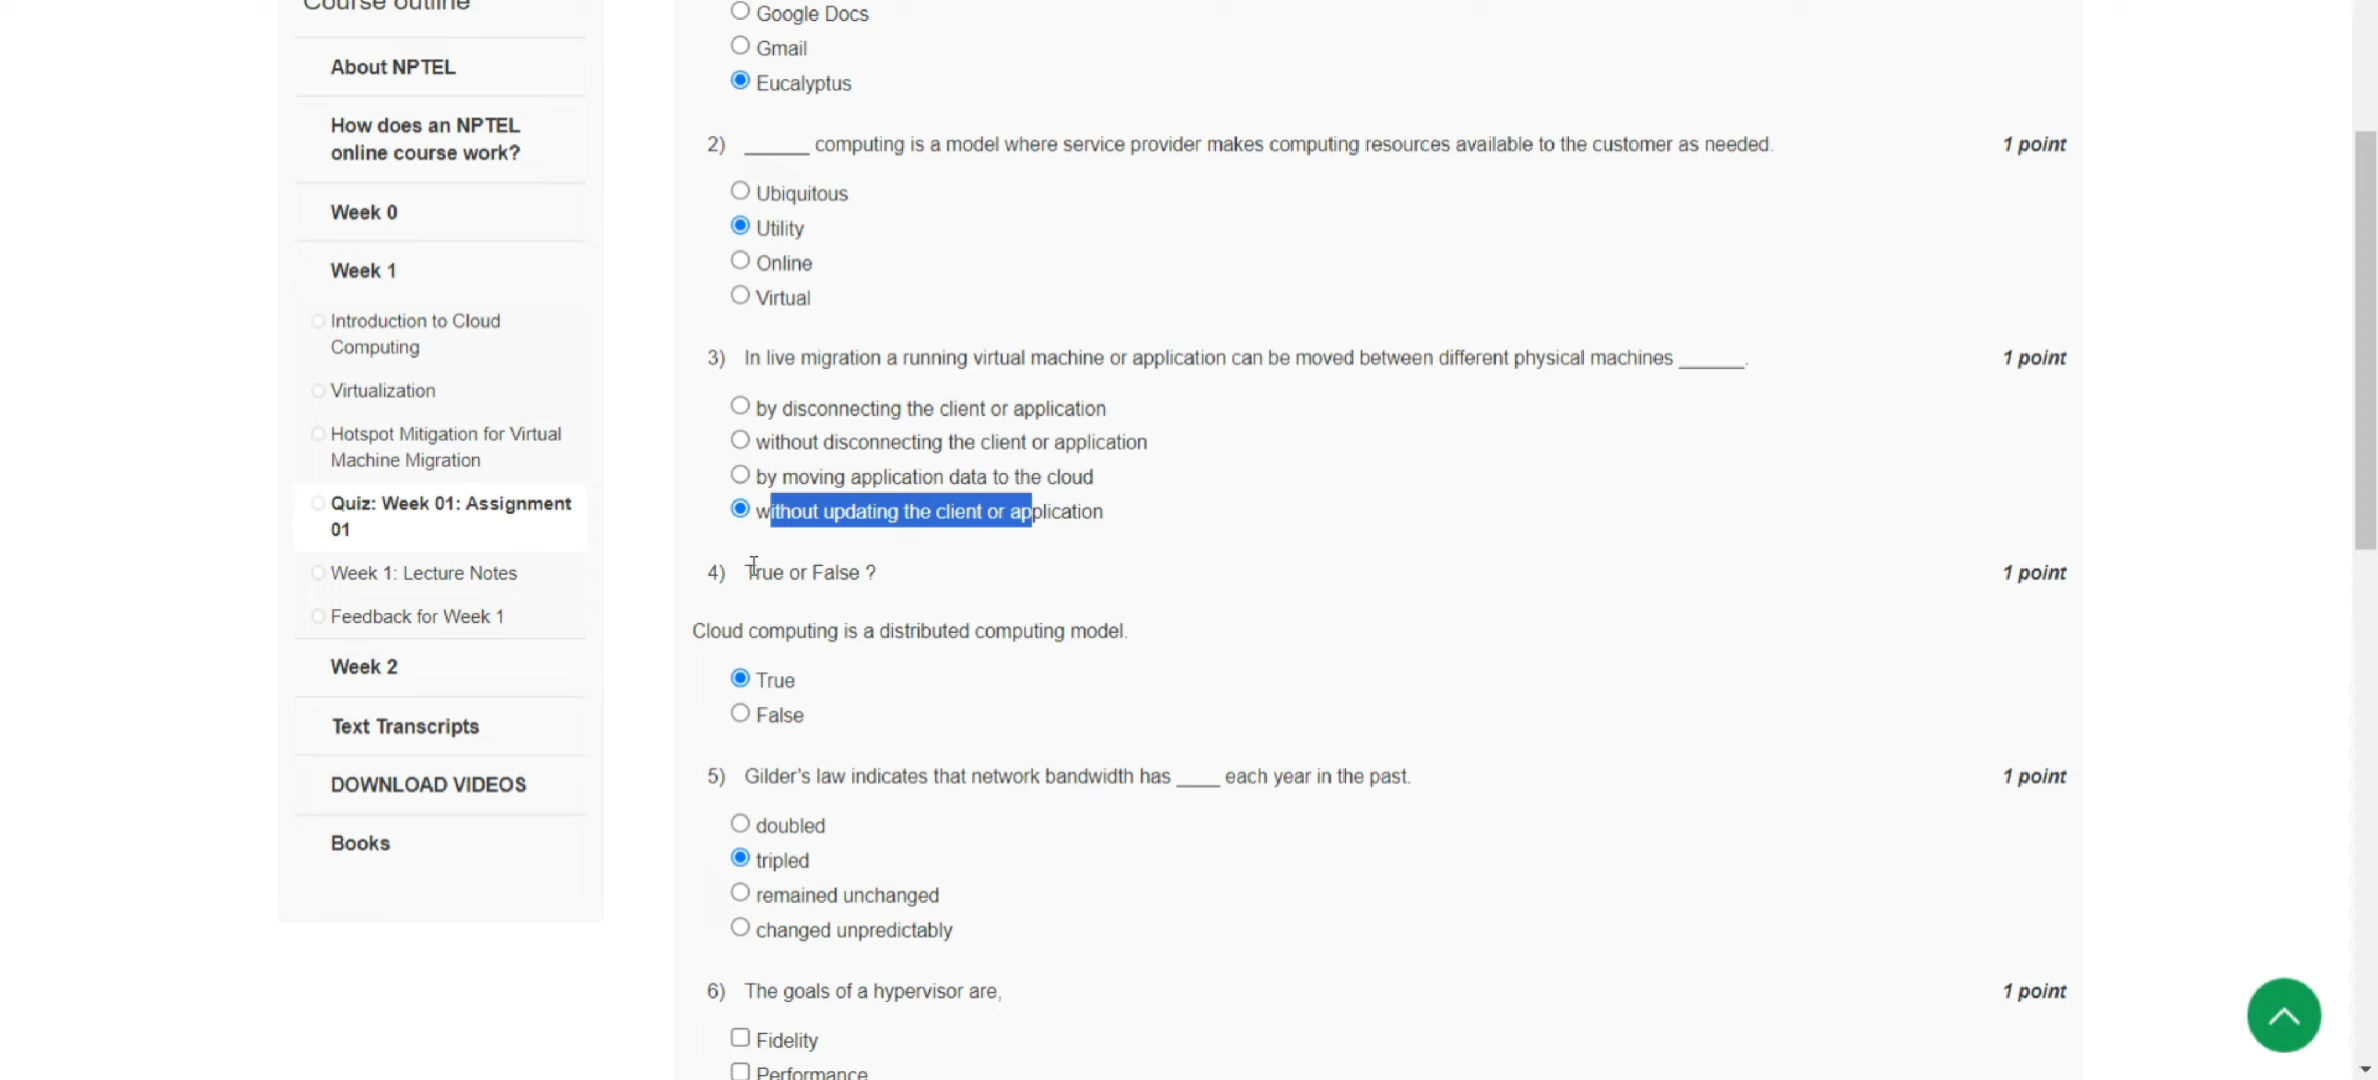 Course outline
About NPTEL
How does an NPTEL
online course work?
Week 0
Week 1
Introduction to Cloud
Computing
Virtualization
Hotspot Mitigation for Virtual
Machine Migration
Quiz: Week 01: Assignment
01
Week 1: Lecture Notes
Feedback for Week 1
Week 2
Text Transcripts
DOWNLOAD VIDEOS
Books
Google Docs
Gmail
Eucalyptus
2) ______ computing is a model where service provider makes computing resources available to the customer as needed. 1 point
Ubiquitous
Utility
Online
Virtual
3) In live migration a running virtual machine or application can be moved between different physical machines ______. 1 point
by disconnecting the client or application
without disconnecting the client or application
by moving application data to the cloud
without updating the client or application
4) True or False ? 1 point
Cloud computing is a distributed computing model.
True
False
5) Gilder's law indicates that network bandwidth has ____ each year in the past. 1 point
doubled
tripled
remained unchanged
changed unpredictably
6) The goals of a hypervisor are, 1 point
Fidelity
Performance